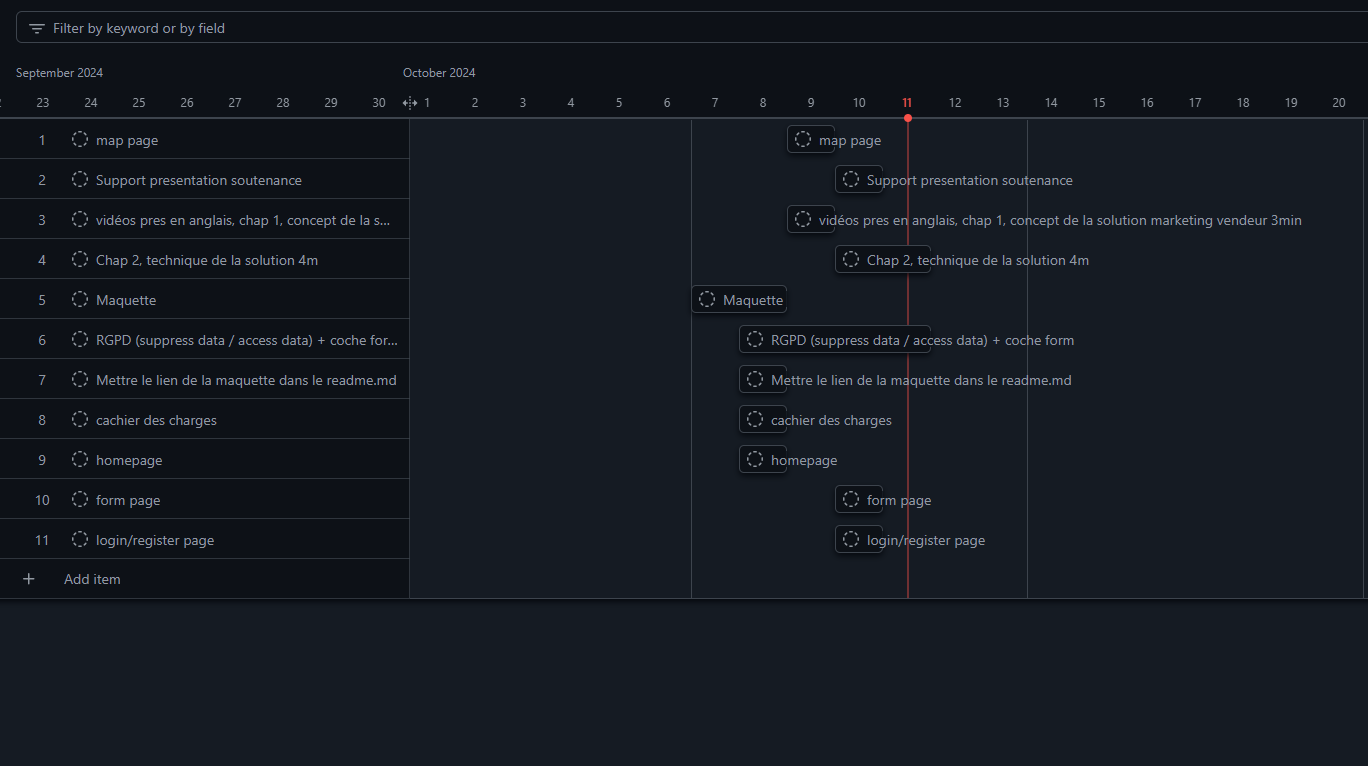 Filter by keyword or by field
September 2024 October 2024
23 24 25 26 27 28 29 30 1 2 3 4 5 6 7 8 9 10 11 12 13 14 15 16 17 18 19 20
1 map page map page
2 Support presentation soutenance Support presentation soutenance
3 vidéos pres en anglais, chap 1, concept de la s... vidéos pres en anglais, chap 1, concept de la solution marketing vendeur 3min
4 Chap 2, technique de la solution 4m Chap 2, technique de la solution 4m
5 Maquette Maquette
6 RGPD (suppress data / access data) + coche for... RGPD (suppress data / access data) + coche form
7 Mettre le lien de la maquette dans le readme.md Mettre le lien de la maquette dans le readme.md
8 cachier des charges cachier des charges
9 homepage homepage
10 form page form page
11 login/register page login/register page
+ Add item